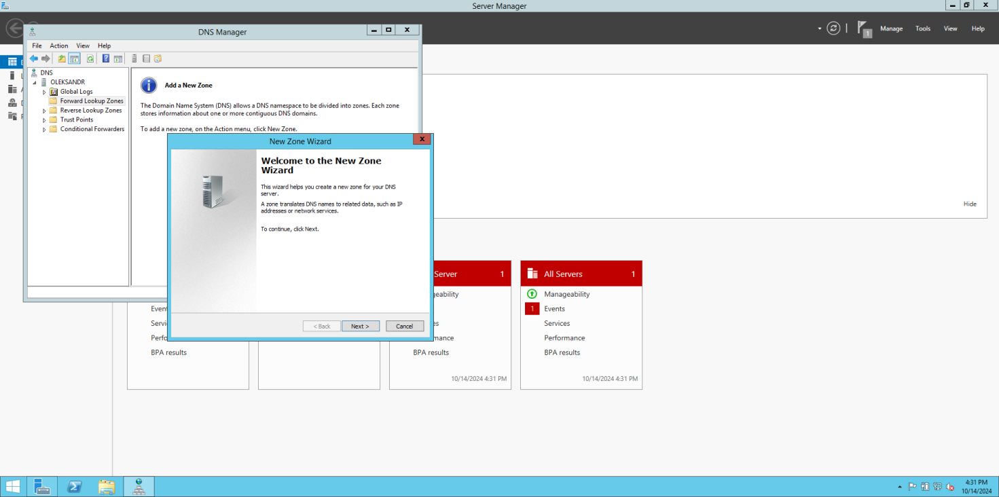 Server Manager
1
Manage
Tools
View
Help
DNS Manager
File
Action
View
Help
DNS
OLEKSANDR
Global Logs
Forward Lookup Zones
Reverse Lookup Zones
Trust Points
Conditional Forwarders
Add a New Zone
The Domain Name System (DNS) allows a DNS namespace to be divided into zones. Each zone
stores information about one or more contiguous DNS domains.
To add a new zone, on the Action menu, click New Zone.
New Zone Wizard
Welcome to the New Zone
Wizard
This wizard helps you create a new zone for your DNS
server.
A zone translates DNS names to related data, such as IP
addresses or network services.
To continue, click Next.
< Back
Next >
Cancel
Hide
Server
1
BPA results
BPA results
10/14/2024 4:31 PM
All Servers
1
Manageability
1
Events
Services
Performance
BPA results
10/14/2024 4:31 PM
4:31 PM
10/14/2024